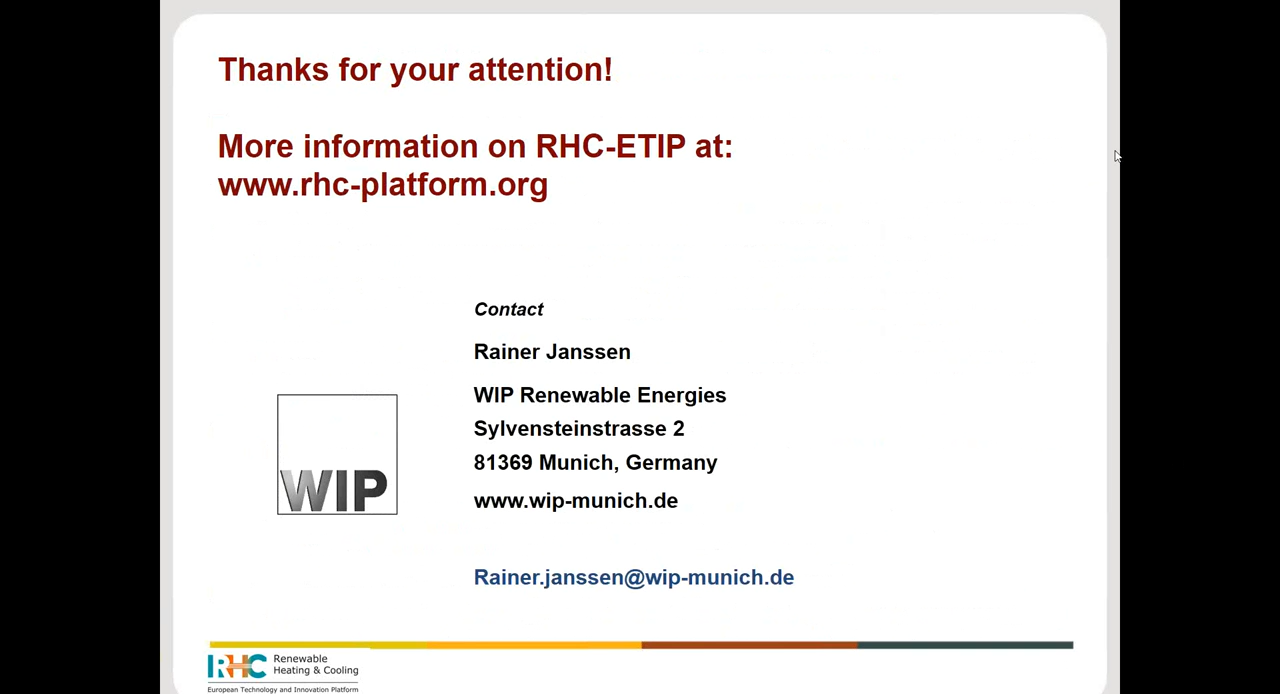 Thanks for your attention!
More information on RHC-ETIP at:
www.rhc-platform.org
Contact
Rainer Janssen
WIP Renewable Energies
Sylvensteinstrasse 2
81369 Munich, Germany
www.wip-munich.de
WIP
Rainer.janssen@wip-munich.de
RHC Renewable
Heating & Cooling
European Technology and Innovation Platform